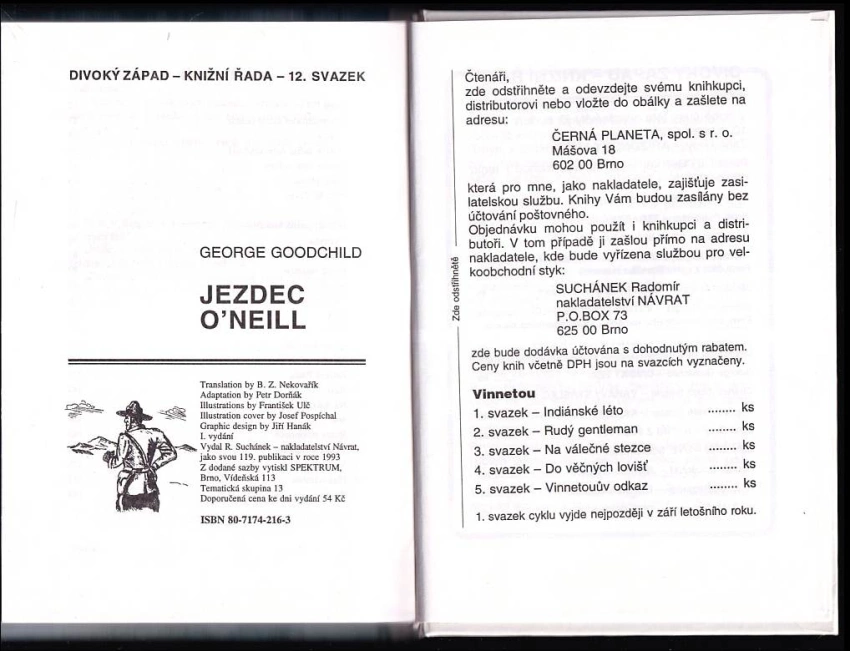 DIVOKÝ ZÁPAD – KNIŽNÍ ŘADA – 12. SVAZEK
GEORGE GOODCHILD
JEZDEC
O’NEILL
Translation by B. Z. Nekovařík
Adaptation by Petr Dorňák
Illustrations by František Ulč
Illustration cover by Josef Pospíchal
Graphic design by Jiří Hanák
I. vydání
Vydal R. Suchánek – nakladatelství Návrat,
jako svou 119. publikaci v roce 1993
Z dodané sazby vytiskl SPEKTRUM,
Brno, Vídeňská 113
Tematická skupina 13
Doporučená cena ke dni vydání 54 Kč
ISBN 80-7174-216-3
Čtenáři,
zde odstřihněte a odevzdejte svému knihkupci,
distributorovi nebo vložte do obálky a zašlete na
adresu:
ČERNÁ PLANETA, spol. s r. o.
Mášova 18
602 00 Brno
která pro mne, jako nakladatele, zajišťuje zasi-
latelskou službu. Knihy Vám budou zasílány bez
účtování poštovného.
Objednávku mohou použít i knihkupci a distri-
butoři. V tom případě ji zašlou přímo na adresu
nakladatele, kde bude vyřízena službou pro vel-
koobchodní styk:
SUCHÁNEK Radomír
nakladatelství NÁVRAT
P.O.BOX 73
625 00 Brno
zde bude dodávka účtována s dohodnutým rabatem.
Ceny knih včetně DPH jsou na svazcích vyznačeny.
Zde odstřihněte
Vinnetou
1. svazek – Indiánské léto ........ ks
2. svazek – Rudý gentleman ........ ks
3. svazek – Na válečné stezce ........ ks
4. svazek – Do věčných lovišť ........ ks
5. svazek – Vinnetouův odkaz ........ ks
1. svazek cyklu vyjde nejpozději v září letošního roku.